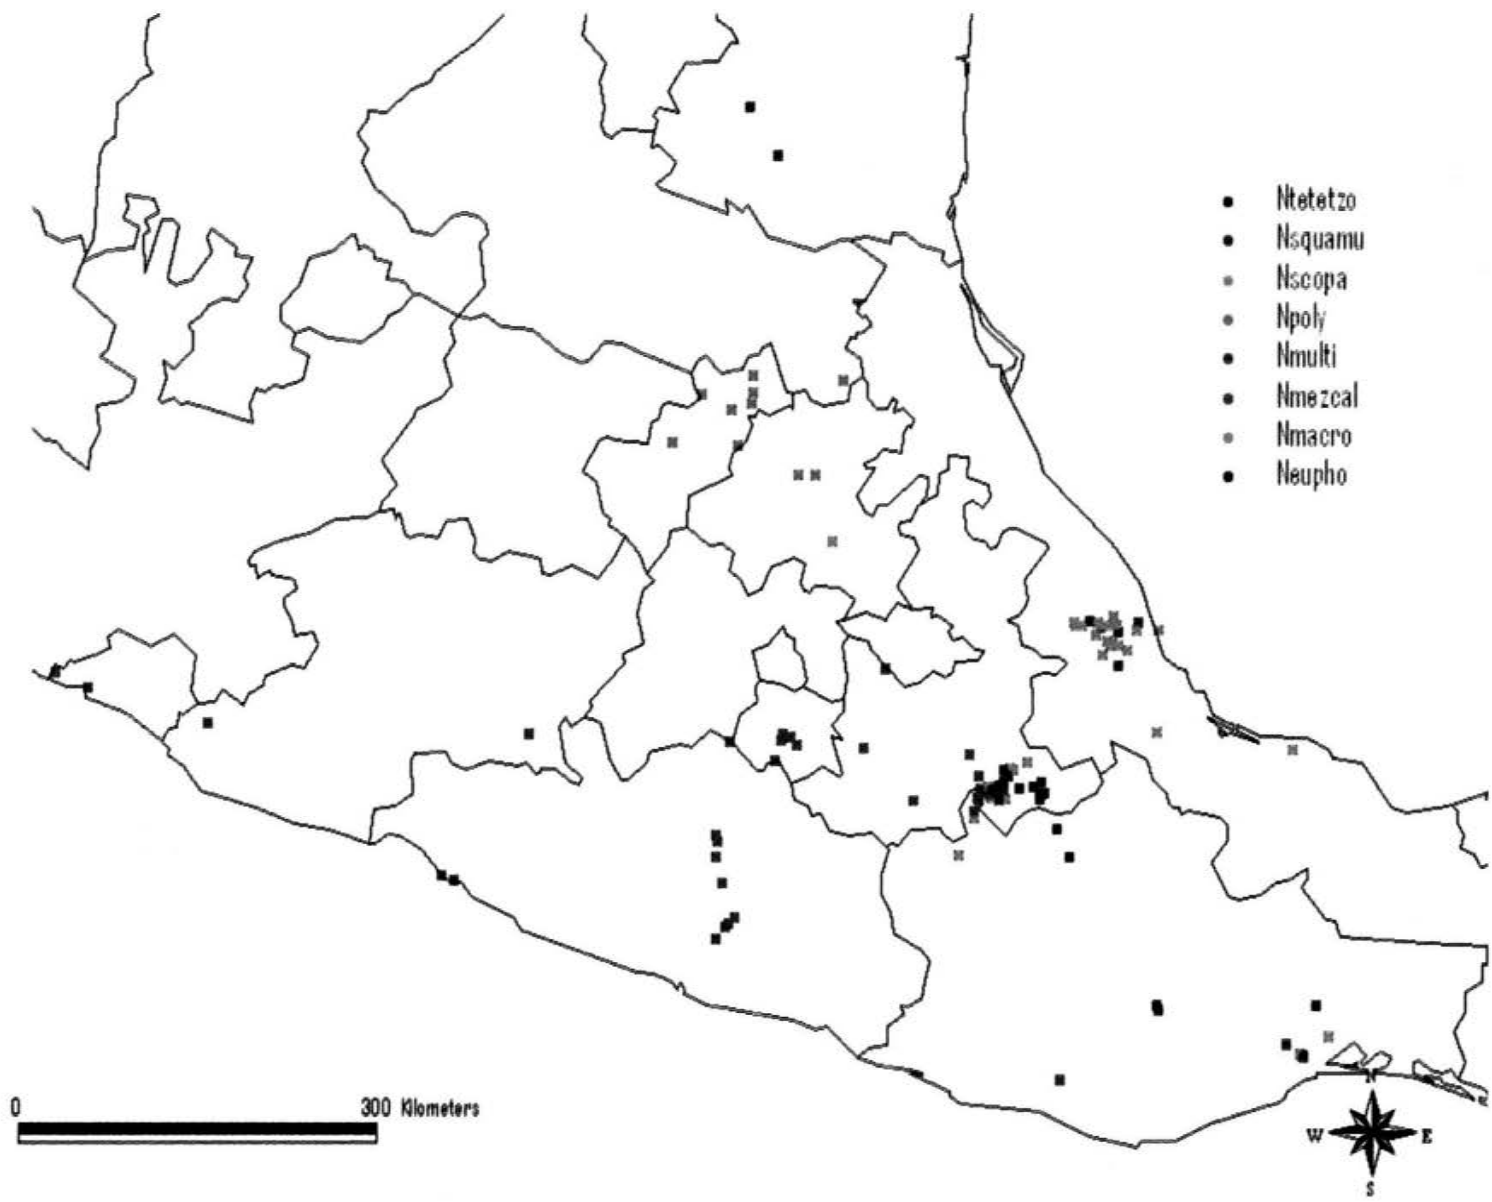 Ntetetzo
Nsquamu
Nscopa
Npoly
Nmulti
Nmezcal
Nmacro
Neupho
0 300 Kilometers
N
W E
S